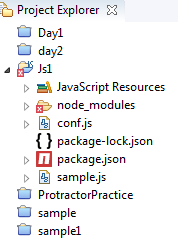 Project Explorer
Day1
day2
Js1
JavaScript Resources
node_modules
conf.js
package-lock.json
package.json
sample.js
ProtractorPractice
sample
sample1